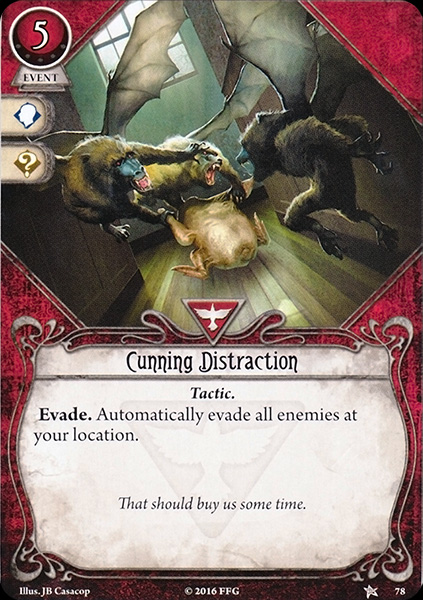 5
EVENT
?
Cunning Distraction
Tactic.
Evade. Automatically evade all enemies at
your location.
That should buy us some time.
Illus. JB Casacop
© 2016 FFG
78